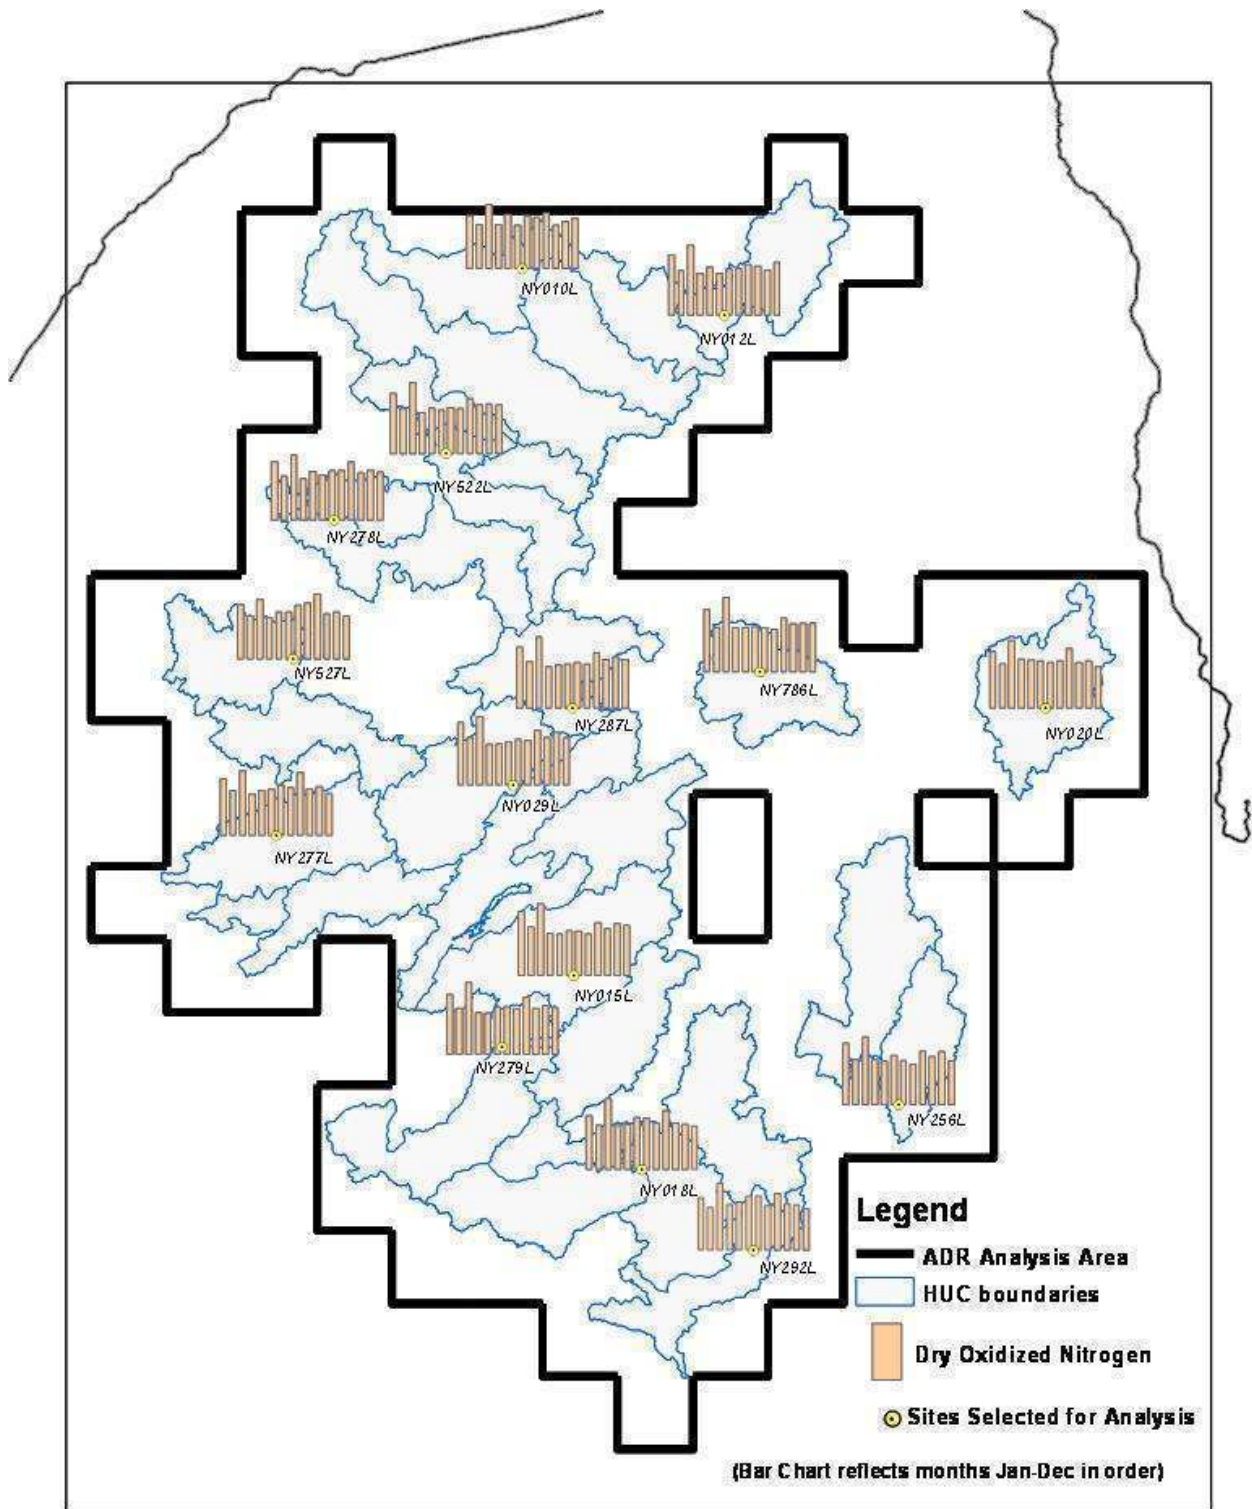 NY010L
NY012L
NY522L
NY278L
NY527L
NY786L
NY287L
NY020L
NY029L
NY277L
NY015L
NY279L
NY256L
NY018L
NY292L
Legend
ADR Analysis Area
HUC boundaries
Dry Oxidized Nitrogen
Sites Selected for Analysis
(Bar Chart reflects months Jan-Dec in order)